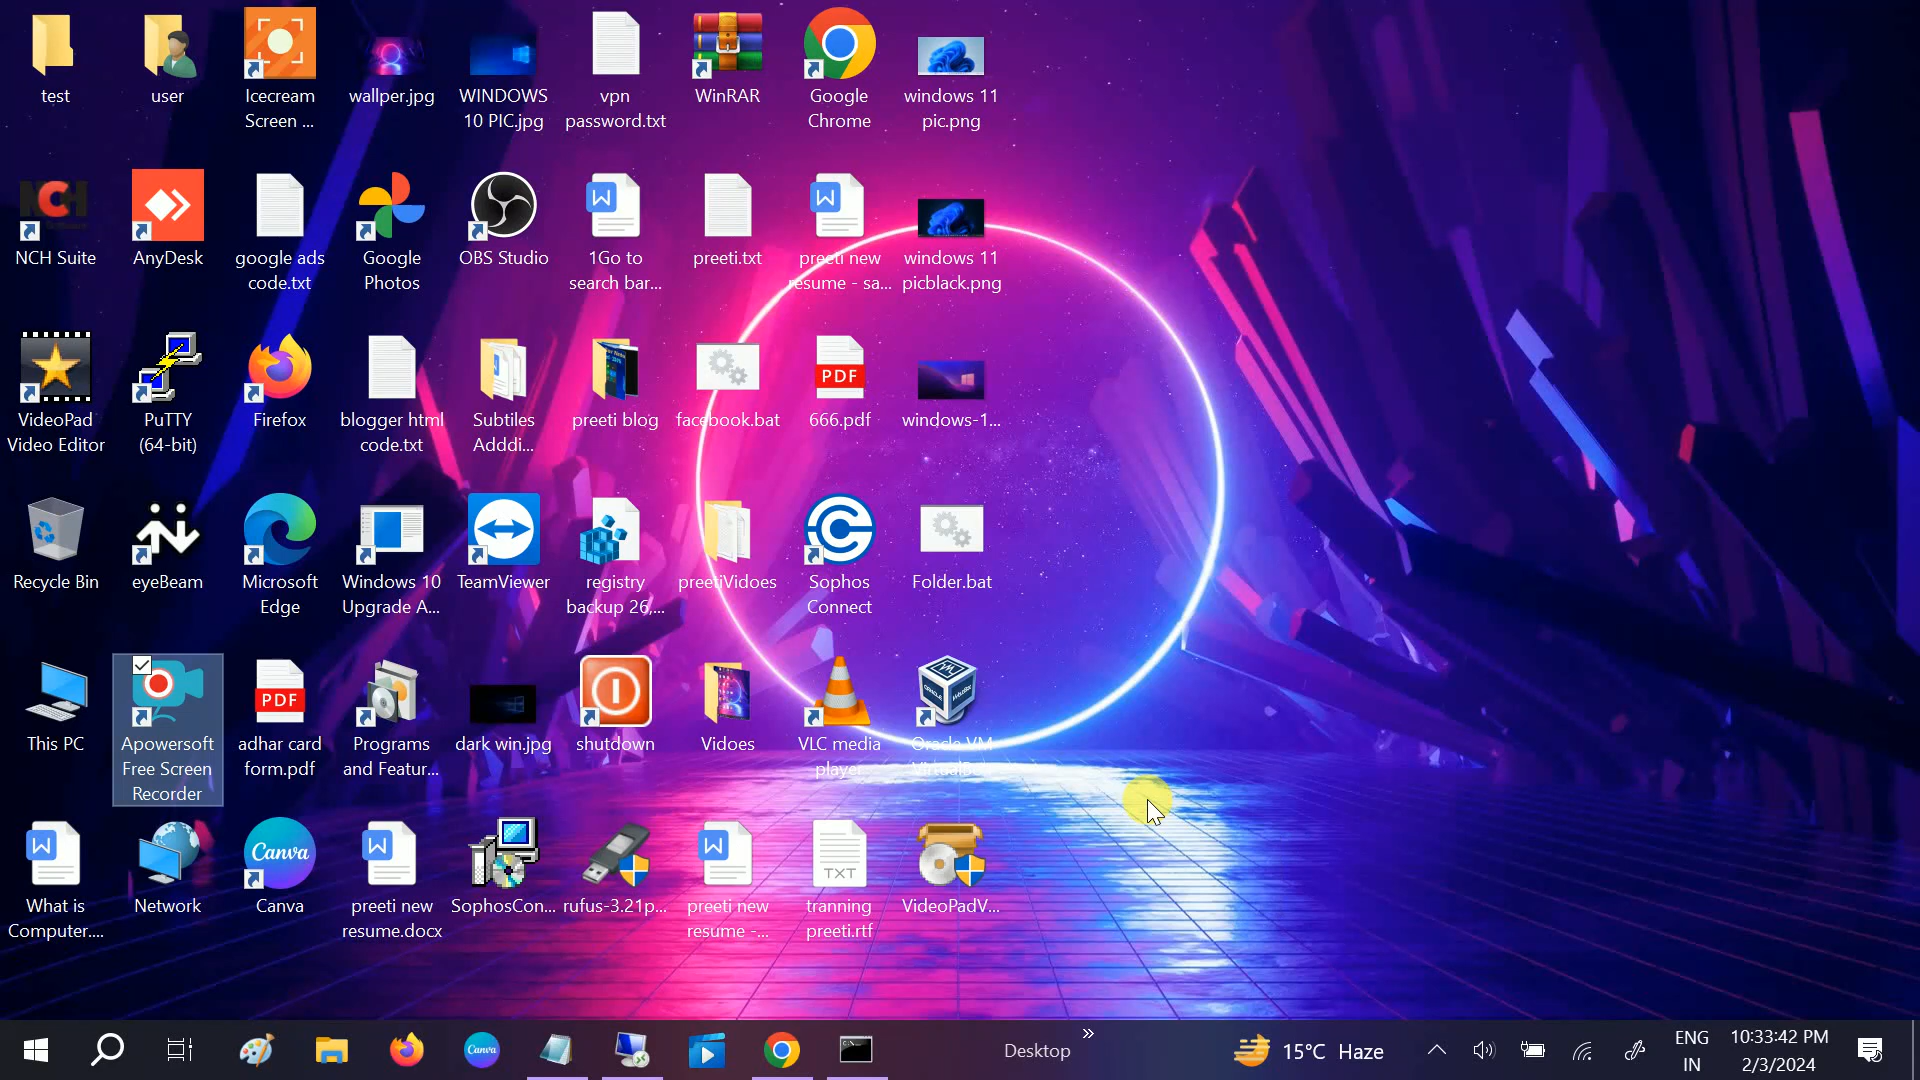 test
user
Icecream
Screen ...
wallper.jpg
WINDOWS
10 PIC.jpg
vpn
password.txt
WinRAR
Google
Chrome
windows 11
pic.png
NCH
NCH Suite
AnyDesk
google ads
code.txt
Google
Photos
OBS Studio
W
1Go to
search bar...
preeti.txt
W
preeti new
resume - sa...
windows 11
picblack.png
VideoPad
Video Editor
PuTTY
(64-bit)
Firefox
blogger html
code.txt
Subtiles
Adddi...
preeti blog
facebook.bat
PDF
666.pdf
windows-1...
Recycle Bin
eyeBeam
Microsoft
Edge
Windows 10
Upgrade A...
TeamViewer
registry
backup 26,...
preetiVidoes
Sophos
Connect
Folder.bat
This PC
Apowersoft
Free Screen
Recorder
PDF
adhar card
form.pdf
Programs
and Featur...
dark win.jpg
shutdown
Vidoes
VLC media
player
Oracle VM
VirtualBox
W
What is
Computer....
Network
Canva
Canva
W
preeti new
resume.docx
SophosCon...
rufus-3.21p...
W
preeti new
resume -...
TXT
tranning
preeti.rtf
VideoPadV...
Canva
Desktop
»
15°C Haze
ENG
IN
10:33:42 PM
2/3/2024